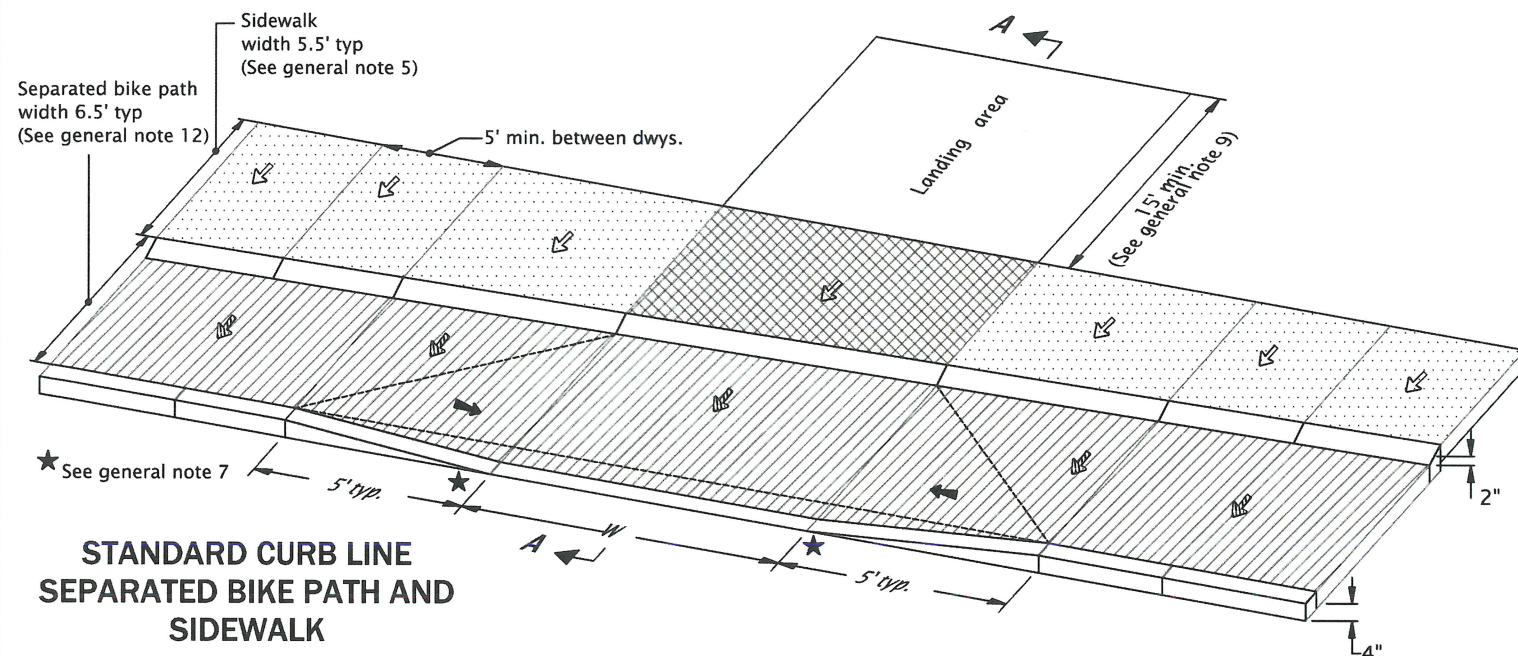 Sidewalk
width 5.5' typ
(See general note 5)
Separated bike path
width 6.5' typ
(See general note 12)
5' min. between dwys.
A
Landing area
15' min.
(See general note 9)
★ See general note 7
5' typ.
★
W
A
★
5' typ.
2"
4"
STANDARD CURB LINE
SEPARATED BIKE PATH AND
SIDEWALK